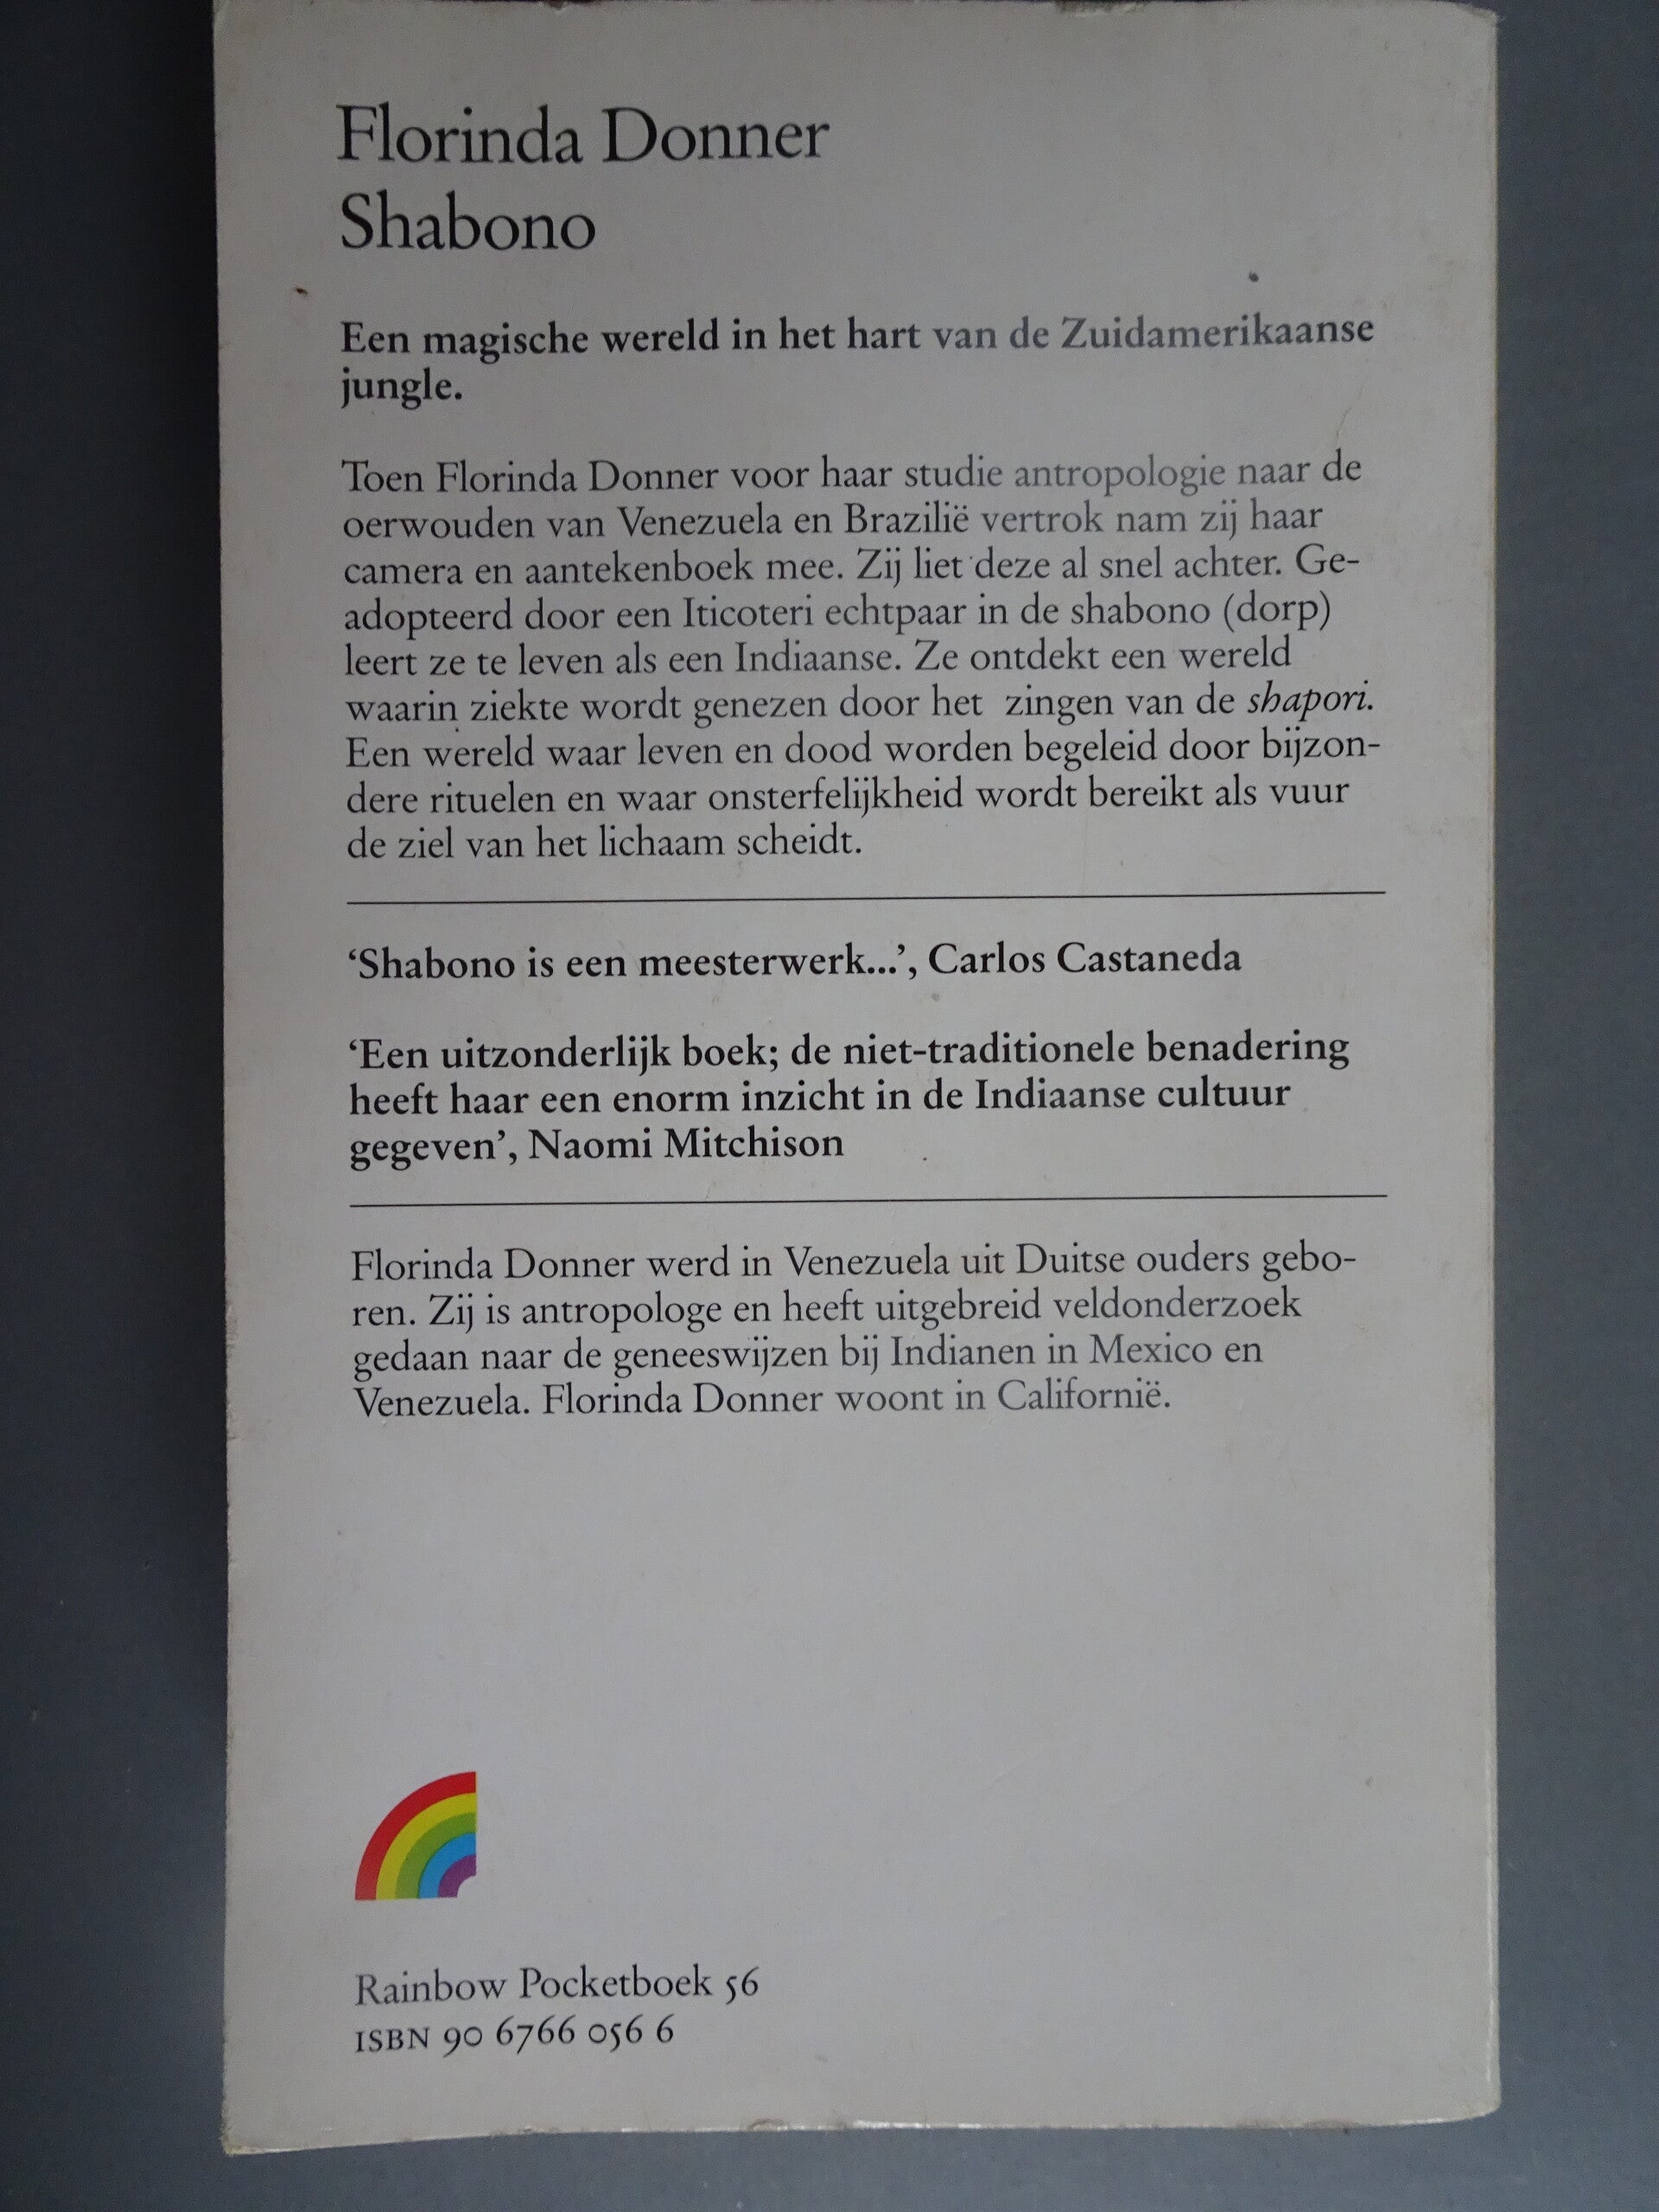 Florinda Donner
Shabono
Een magische wereld in het hart van de Zuidamerikaanse
jungle.
Toen Florinda Donner voor haar studie antropologie naar de
oerwouden van Venezuela en Brazilië vertrok nam zij haar
camera en aantekenboek mee. Zij liet deze al snel achter. Ge-
adopteerd door een Iticoteri echtpaar in de shabono (dorp)
leert ze te leven als een Indiaanse. Ze ontdekt een wereld
waarin ziekte wordt genezen door het zingen van de shapori.
Een wereld waar leven en dood worden begeleid door bijzon-
dere rituelen en waar onsterfelijkheid wordt bereikt als vuur
de ziel van het lichaam scheidt.
‘Shabono is een meesterwerk...’, Carlos Castaneda
‘Een uitzonderlijk boek; de niet-traditionele benadering
heeft haar een enorm inzicht in de Indiaanse cultuur
gegeven’, Naomi Mitchison
Florinda Donner werd in Venezuela uit Duitse ouders gebo-
ren. Zij is antropologe en heeft uitgebreid veldonderzoek
gedaan naar de geneeswijzen bij Indianen in Mexico en
Venezuela. Florinda Donner woont in Californië.
Rainbow Pocketboek 56
ISBN 90 6766 056 6